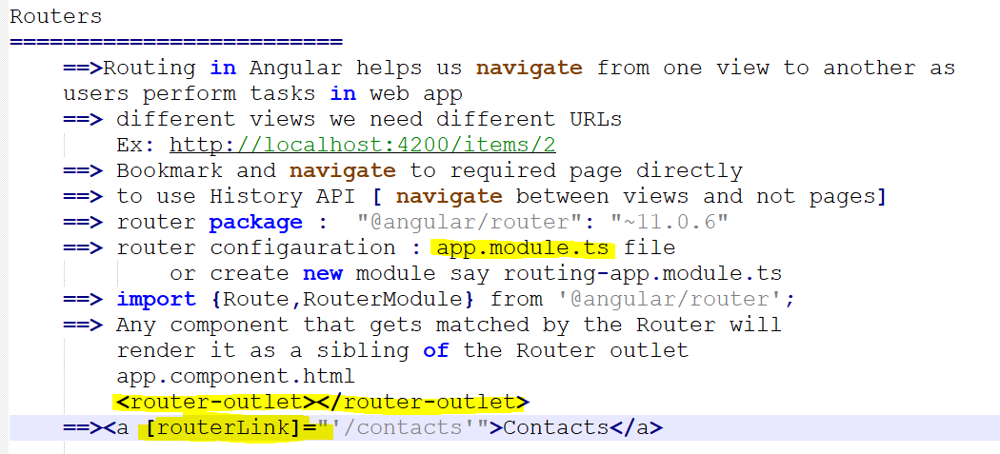 Routers
=========================
==>Routing in Angular helps us navigate from one view to another as
users perform tasks in web app
==> different views we need different URLs
Ex: http://localhost:4200/items/2
==> Bookmark and navigate to required page directly
==> to use History API [ navigate between views and not pages]
==> router package :  "@angular/router": "~11.0.6"
==> router configauration : app.module.ts file
or create new module say routing-app.module.ts
==> import {Route,RouterModule} from '@angular/router';
==> Any component that gets matched by the Router will
render it as a sibling of the Router outlet
app.component.html
<router-outlet></router-outlet>
==><a [routerLink]="'/contacts'">Contacts</a>